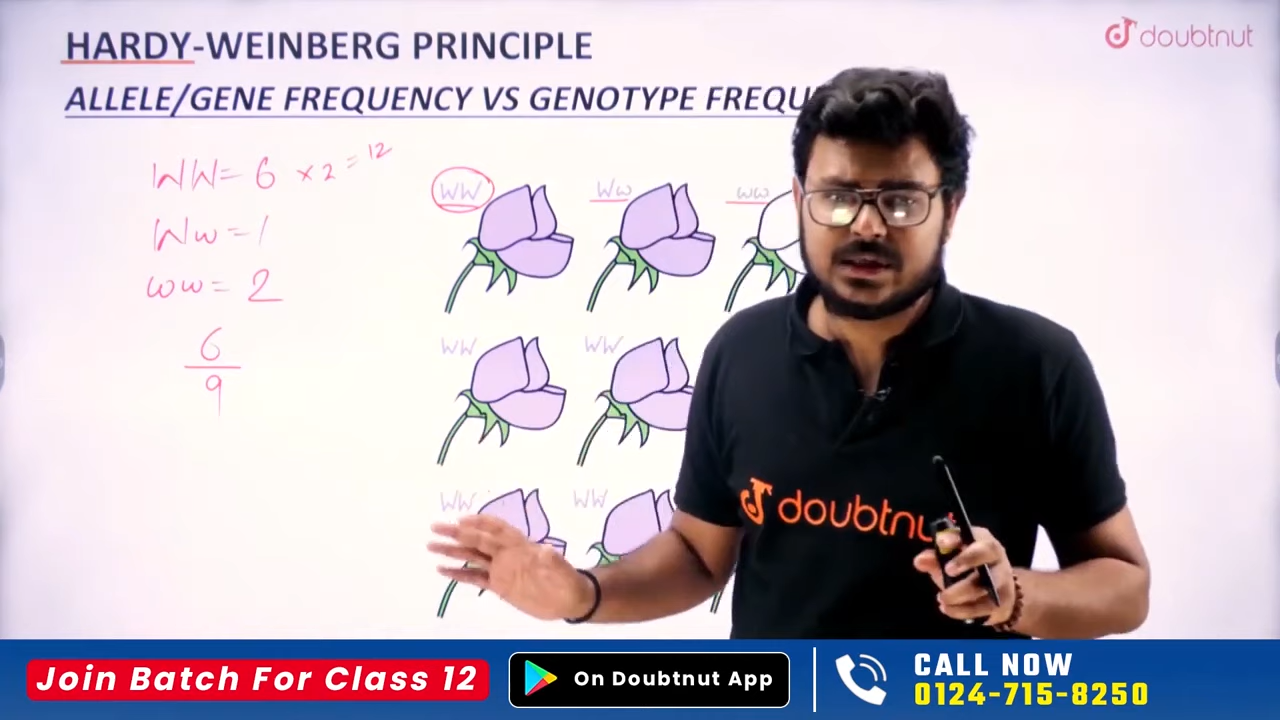 HARDY-WEINBERG PRINCIPLE
doubtnut
ALLELE/GENE FREQUENCY VS GENOTYPE
WW = 6 × 2 = 12
Ww = 1
ww = 2
6
9
WW Ww ww
WW WW
WW WW
doubtnut
Join Batch For Class 12
On Doubtnut App
CALL NOW
0124-715-8250